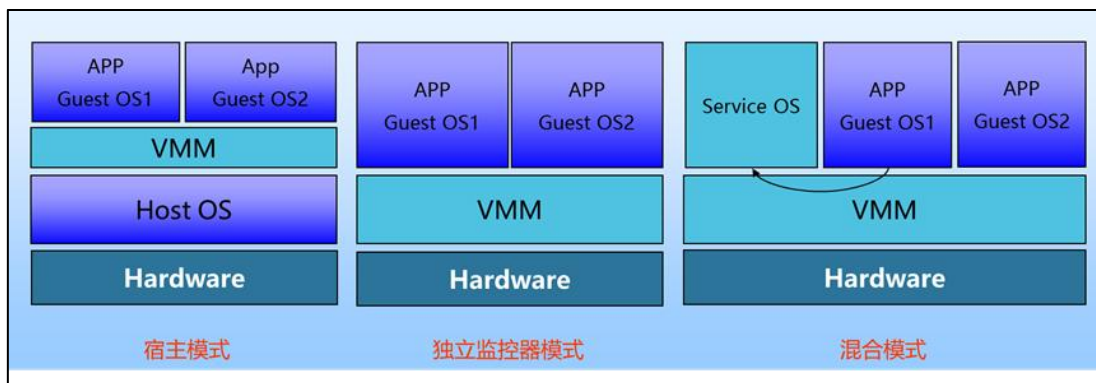 APP
Guest OS1
App
Guest OS2
VMM
Host OS
Hardware
宿主模式
APP
Guest OS1
APP
Guest OS2
VMM
Hardware
独立监控器模式
Service OS
APP
Guest OS1
APP
Guest OS2
VMM
Hardware
混合模式